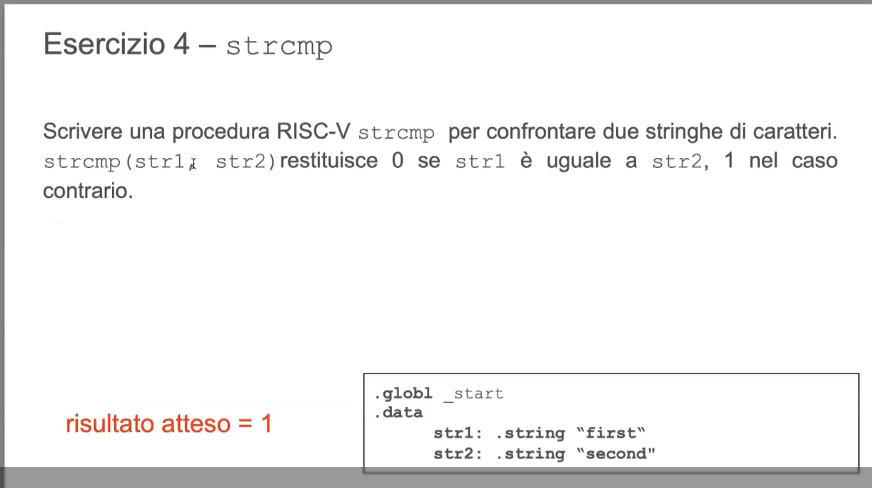 Esercizio 4 – strcmp
Scrivere una procedura RISC-V strcmp per confrontare due stringhe di caratteri.
strcmp(str1, str2)restituisce 0 se str1 è uguale a str2, 1 nel caso
contrario.
risultato atteso = 1
.globl _start
.data
str1: .string “first“
str2: .string “second"